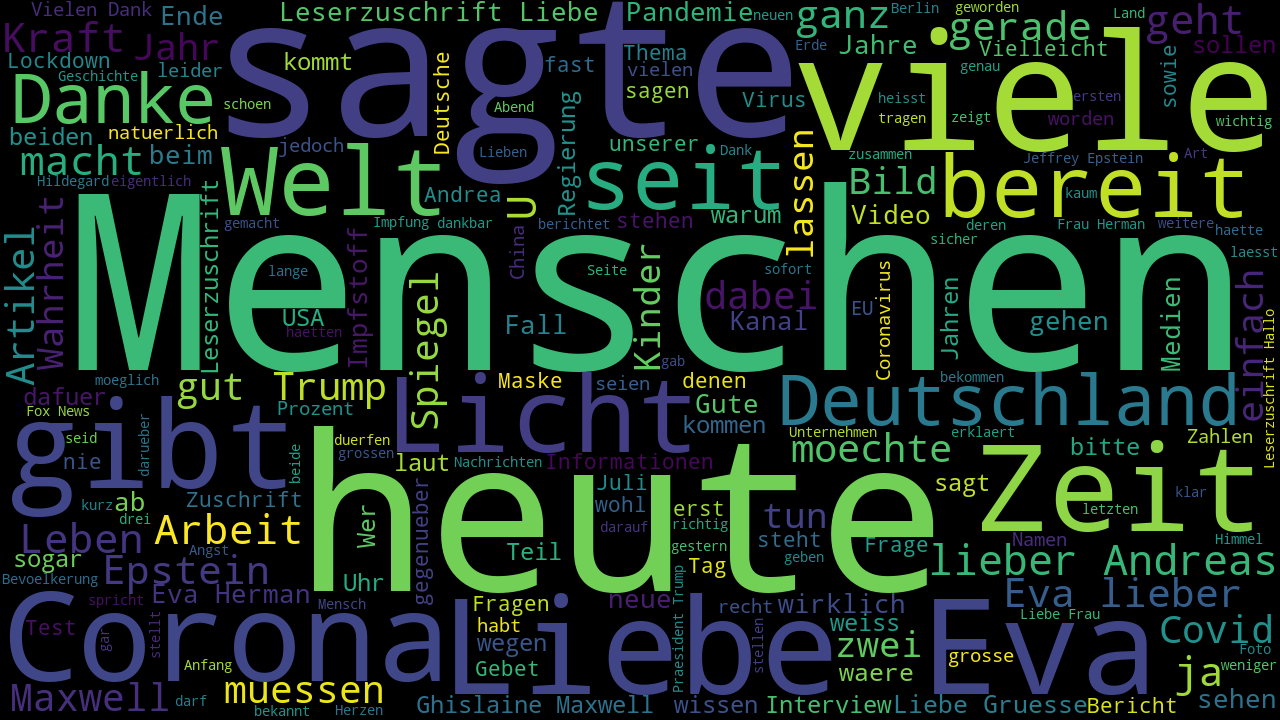 Vielen Dank
Ende
Leserzuschrift Liebe
Pandemie
neuen
ganz
Berlin
geworden
gerade
Land
geht
Kraft
Jahr
sagte
Thema
Erde
Jahre
Vielleicht
viele
sollen
Lockdown
Geschichte
leider
kommt
Deutsche
fast
vielen
sagen
Virus
heisst
genau
sowie
Danke
schoen
Abend
tragen
zeigt
ersten
worden
wichtig
beiden
natuerlich
jedoch
Lieben
Regierung
unserer
Dank
lassen
zusammen
Jeffrey Epstein
Art
macht
beim
Welt
seit
Bild
bereit
Hildegard
eigentlich
Andrea
U
stehen
warum
Video
kaum
deren
Frau Herman
weitere
haette
Artikel
Wahrheit
Leserzuschrift
gemacht
Impfung
dankbar
China
berichtet
sicher
laesst
Menschen
lange
Impfstoff
Spiegel
Seite
Kinder
sofort
dabei
EU
Coronavirus
Jahren
gehen
Medien
einfach
Leserzuschrift Hallo
USA
haetten
Fall
Kanal
gab
moeglich
dafuer
gut
Trump
Licht
Maske
seien
denen
Deutschland
bekommen
Fox News
gibt
Prozent
Gute
kommen
seid
darueber
beide
duerfen
grossen
Unternehmen
erklaert
Zahlen
nie
laut
Nachrichten
Informationen
moechte
bitte
Zeit
kurz
ab
Zuschrift
heute
Juli
sagt
klar
drei
Wer
gegenueber
wohl
erst
letzten
Arbeit
darauf
richtig
tun
Leben
Angst
Teil
gestern
steht
Frage
Namen
Himmel
sogar
Epstein
Uhr
Tag
geben
lieber Andreas
Bevoelkerung
spricht
Eva Herman
Mensch
Fragen
neue
Praesident Trump
recht
wirklich
Eva lieber
Test
gar
stellt
Corona
habt
Liebe
weiss
Eva
Liebe Frau
Covid
wegen
stellen
zwei
grosse
Foto
Anfang
Gebet
waere
ja
weniger
Maxwell
darf
muessen
bekannt
Herzen
Ghislaine Maxwell
wissen
Interview
Liebe Gruesse
Bericht
sehen